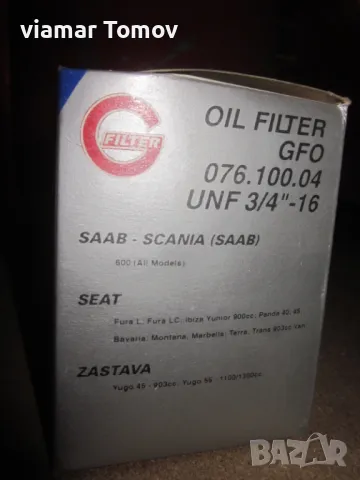 viamar Tomov
FILTER
OIL FILTER
GFO
076.100.04
UNF 3/4"-16
SAAB - SCANIA (SAAB)
600 (All Models)
SEAT
Fura L, Fura LC, Ibiza Yunior 900cc, Panda 40, 45
Bavaria, Montana, Marbella, Terra, Trans 903cc van
ZASTAVA
Yugo 45 - 903cc, Yugo 55 - 1100/1300cc
BAZAR
bg